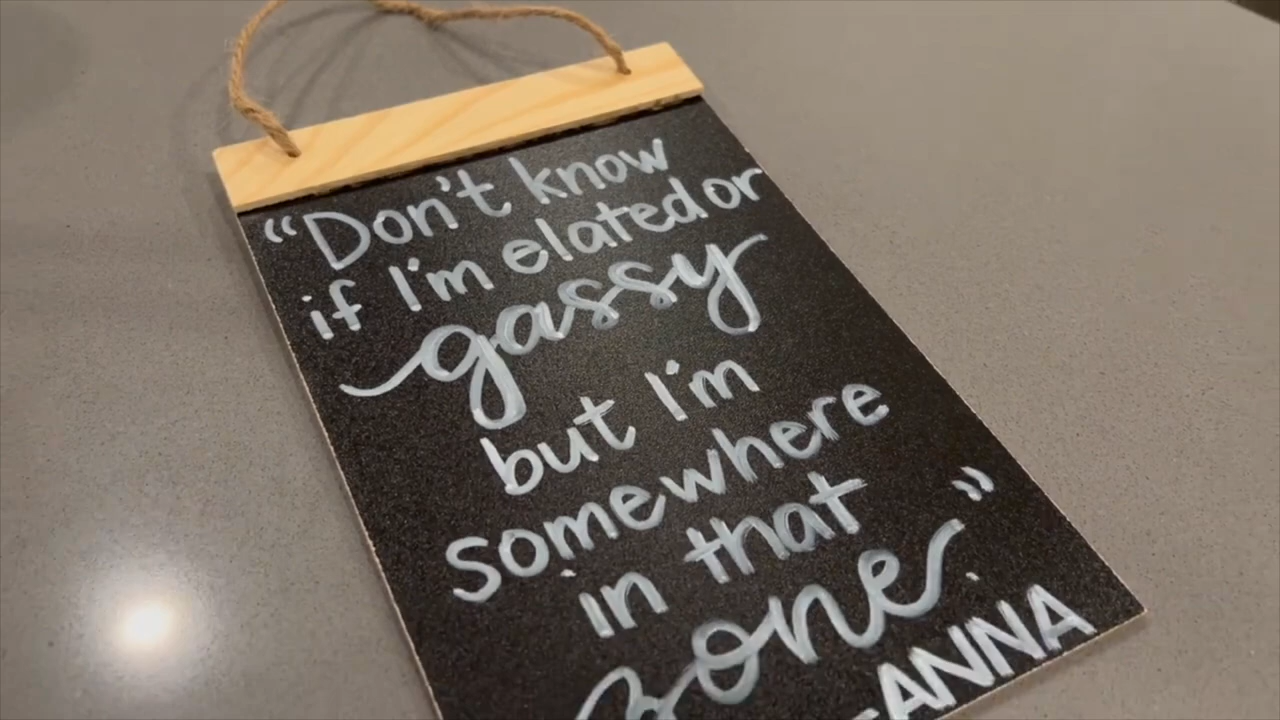 “Don't know
if I'm elated or
gassy
but I'm
somewhere
in that
zone.”
-ANNA